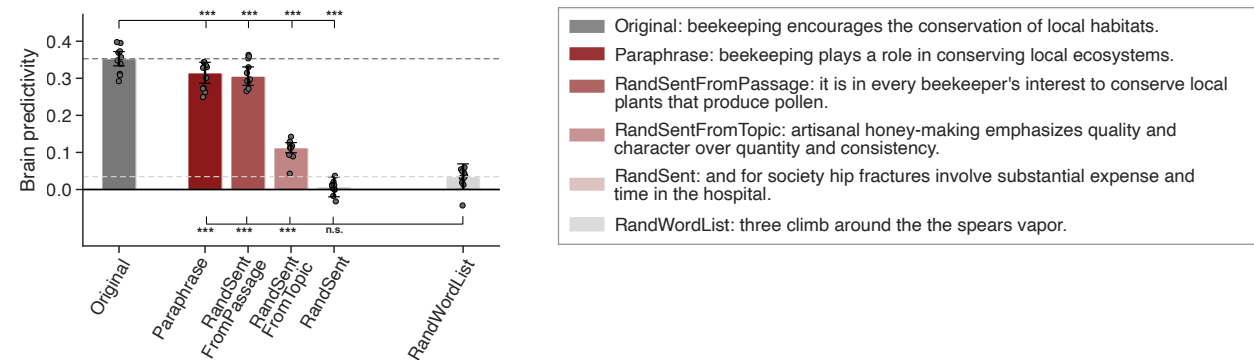 *** *** *** ***
0.4
0.3
0.2
0.1
0.0
Brain predictivity
*** *** *** n.s.
Original
Paraphrase
RandSent
FromPassage
RandSent
FromTopic
RandSent
RandWordList
Original: beekeeping encourages the conservation of local habitats.
Paraphrase: beekeeping plays a role in conserving local ecosystems.
RandSentFromPassage: it is in every beekeeper's interest to conserve local
plants that produce pollen.
RandSentFromTopic: artisanal honey-making emphasizes quality and
character over quantity and consistency.
RandSent: and for society hip fractures involve substantial expense and
time in the hospital.
RandWordList: three climb around the the spears vapor.